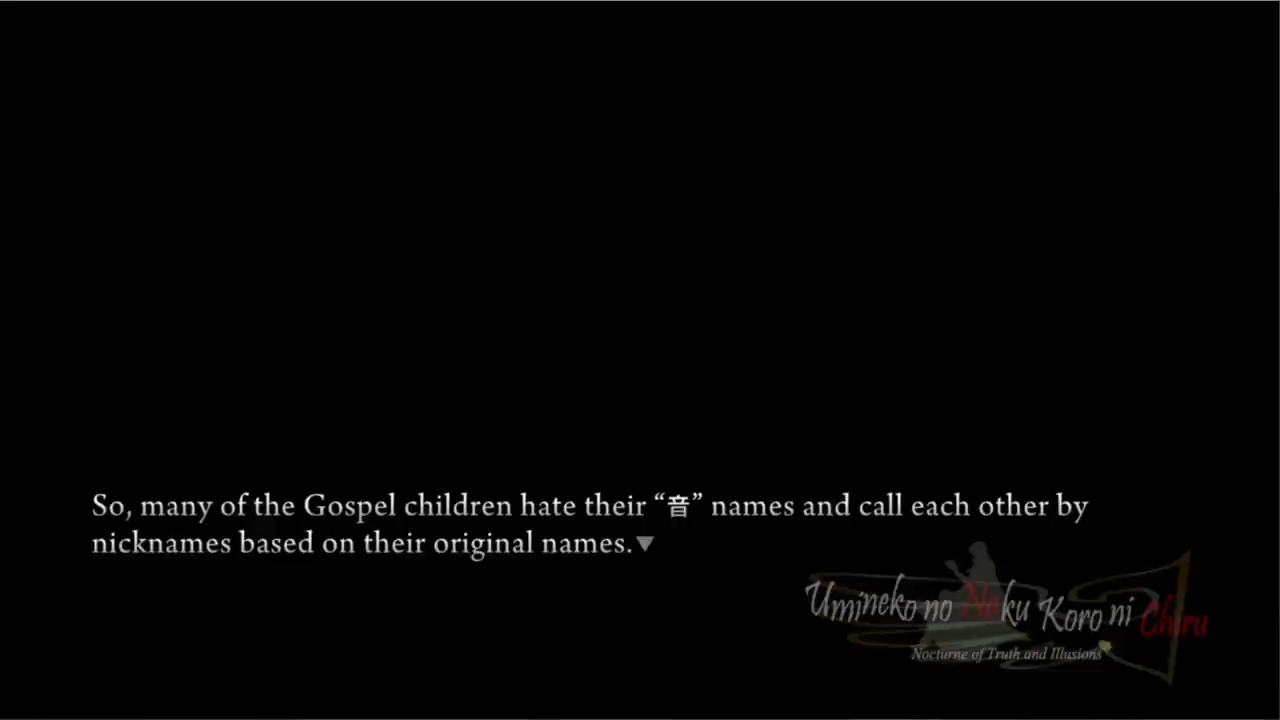 So, many of the Gospel children hate their “音” names and call each other by
nicknames based on their original names.
Umineko no Naku Koro ni Chiru
Nocturne of Truth and Illusions